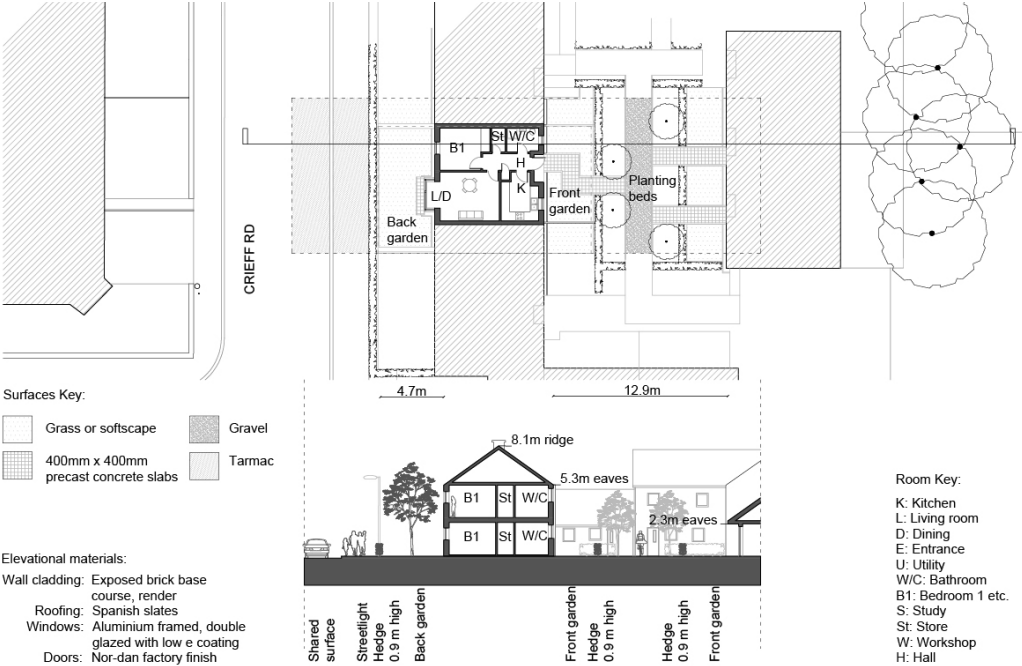 St W/C
B1
H
K
L/D
Front
garden
Planting
beds
Back
garden
CRIEFF RD
4.7m
12.9m
Surfaces Key:
Grass or softscape
Gravel
400mm x 400mm
precast concrete slabs
Tarmac
8.1m ridge
5.3m eaves
2.3m eaves
B1 St W/C
B1 St W/C
Elevational materials:
Wall cladding: Exposed brick base
course, render
Roofing: Spanish slates
Windows: Aluminium framed, double
glazed with low e coating
Doors: Nor-dan factory finish
Shared
surface
Streetlight
Hedge
0.9 m high
Back garden
Front garden
Hedge
0.9 m high
Hedge
0.9 m high
Front garden
Room Key:
K: Kitchen
L: Living room
D: Dining
E: Entrance
U: Utility
W/C: Bathroom
B1: Bedroom 1 etc.
S: Study
St: Store
W: Workshop
H: Hall